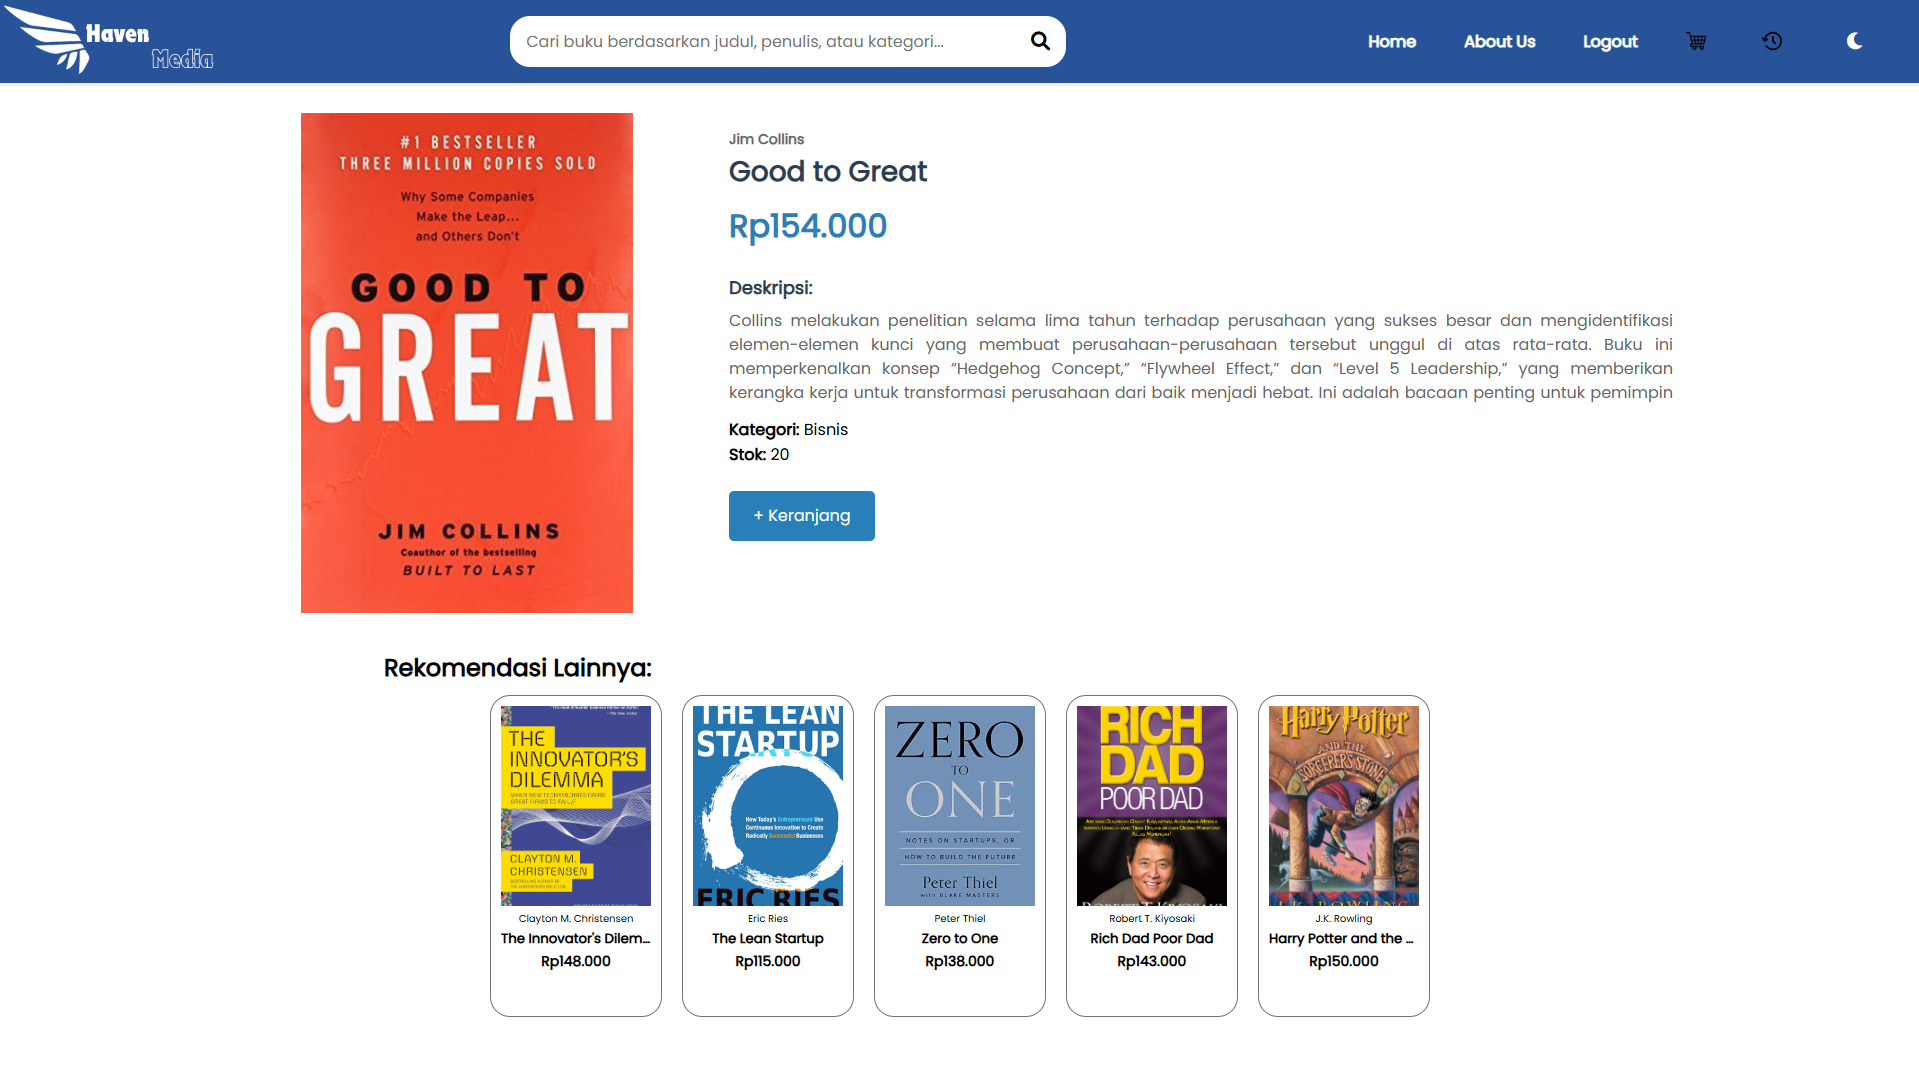 Haven
Media
Cari buku berdasarkan judul, penulis, atau kategori...
Home
About Us
Logout
#1 BESTSELLER
THREE MILLION COPIES SOLD
Why Some Companies
Make the Leap...
and Others Don't
GOOD TO
GREAT
JIM COLLINS
Coauthor of the bestselling
BUILT TO LAST
Jim Collins
Good to Great
Rp154.000
Deskripsi:
Collins melakukan penelitian selama lima tahun terhadap perusahaan yang sukses besar dan mengidentifikasi
elemen-elemen kunci yang membuat perusahaan-perusahaan tersebut unggul di atas rata-rata. Buku ini
memperkenalkan konsep “Hedgehog Concept,” “Flywheel Effect,” dan “Level 5 Leadership,” yang memberikan
kerangka kerja untuk transformasi perusahaan dari baik menjadi hebat. Ini adalah bacaan penting untuk pemimpin
Kategori: Bisnis
Stok: 20
+ Keranjang
Rekomendasi Lainnya:
THE
INNOVATOR'S
DILEMMA
WHEN NEW TECHNOLOGIES CAUSE
GREAT FIRMS TO FAIL//
CLAYTON M.
CHRISTENSEN
Clayton M. Christensen
The Innovator's Dilem...
Rp148.000
THE LEAN
STARTUP
How Today's Entrepreneurs Use
Continuous Innovation to Create
Radically Successful Businesses
ERIC RIES
Eric Ries
The Lean Startup
Rp115.000
ZERO
TO
ONE
NOTES ON STARTUPS, OR
HOW TO BUILD THE FUTURE
Peter Thiel
with BLAKE MASTERS
Peter Thiel
Zero to One
Rp138.000
RICH
DAD
POOR DAD
ROBERT T. KIYOSAKI
Robert T. Kiyosaki
Rich Dad Poor Dad
Rp143.000
Harry Potter
AND THE
SORCERER'S STONE
J.K. ROWLING
J.K. Rowling
Harry Potter and the ...
Rp150.000